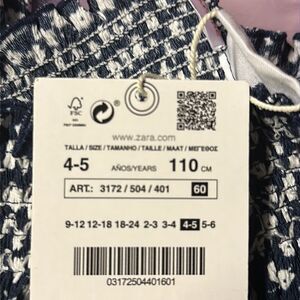 FSC
www.zara.com
TALLA / SIZE / TAMANHO / TAILLE / MAAT / ΜΕΓΕΘΟΣ
4-5 AÑOS/YEARS 110 CM
ART.: 3172 / 504 / 401 60
9-12 12-18 18-24 2-3 3-4 4-5 5-6
03172504401601